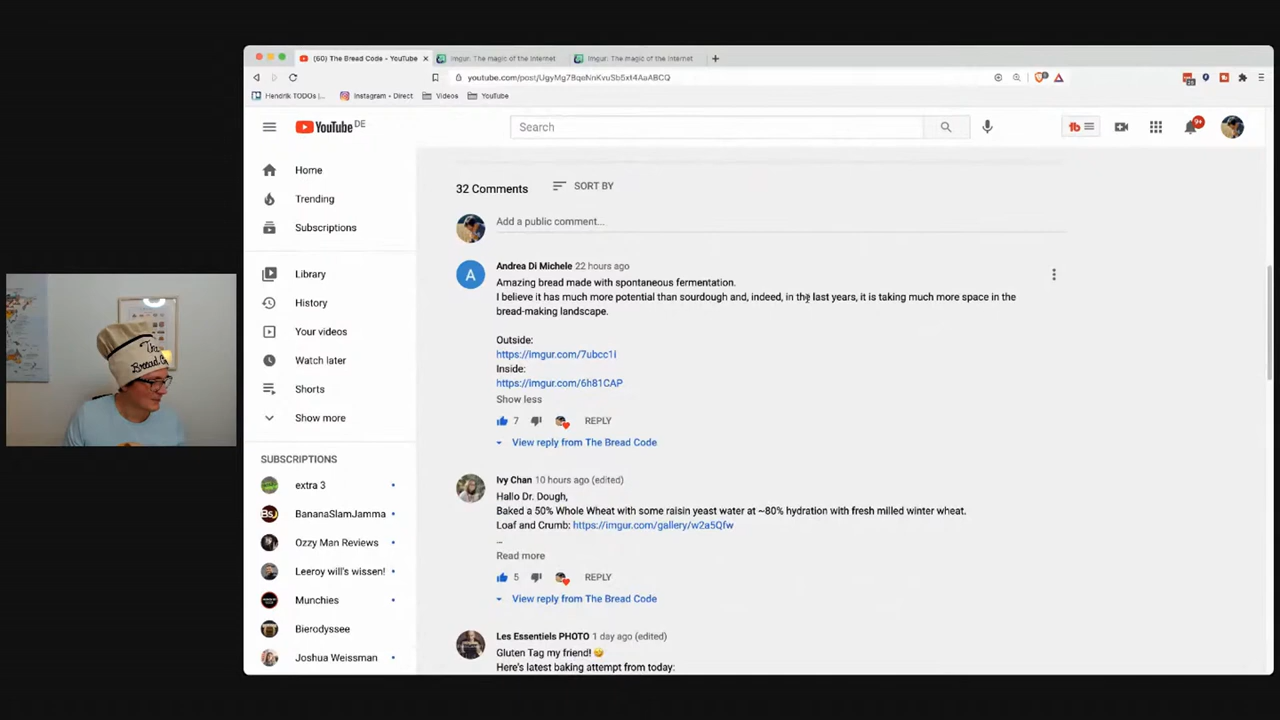 (60) The Bread Code - YouTube
Imgur: The magic of the Internet
Imgur: The magic of the Internet
youtube.com/post/UgyMg7BqeNnKvuSb5xt4AaABCQ
Hendrik TODOs |...
Instagram - Direct
Videos
YouTube
YouTube DE
Search
9+
Home
Trending
Subscriptions
Library
History
Your videos
Watch later
Shorts
Show more
SUBSCRIPTIONS
extra 3
BananaSlamJamma
Ozzy Man Reviews
Leeroy will's wissen!
Munchies
Bierodyssee
Joshua Weissman
32 Comments
SORT BY
Add a public comment...
A
Andrea Di Michele 22 hours ago
Amazing bread made with spontaneous fermentation.
I believe it has much more potential than sourdough and, indeed, in the last years, it is taking much more space in the
bread-making landscape.
Outside:
https://imgur.com/7ubcc1i
Inside:
https://imgur.com/6h81CAP
Show less
7
REPLY
View reply from The Bread Code
Ivy Chan 10 hours ago (edited)
Hallo Dr. Dough,
Baked a 50% Whole Wheat with some raisin yeast water at ~80% hydration with fresh milled winter wheat.
Loaf and Crumb: https://imgur.com/gallery/w2a5Qfw
...
Read more
5
REPLY
View reply from The Bread Code
Les Essentiels PHOTO 1 day ago (edited)
Gluten Tag my friend!
Here's latest baking attempt from today:
The
Bread Co